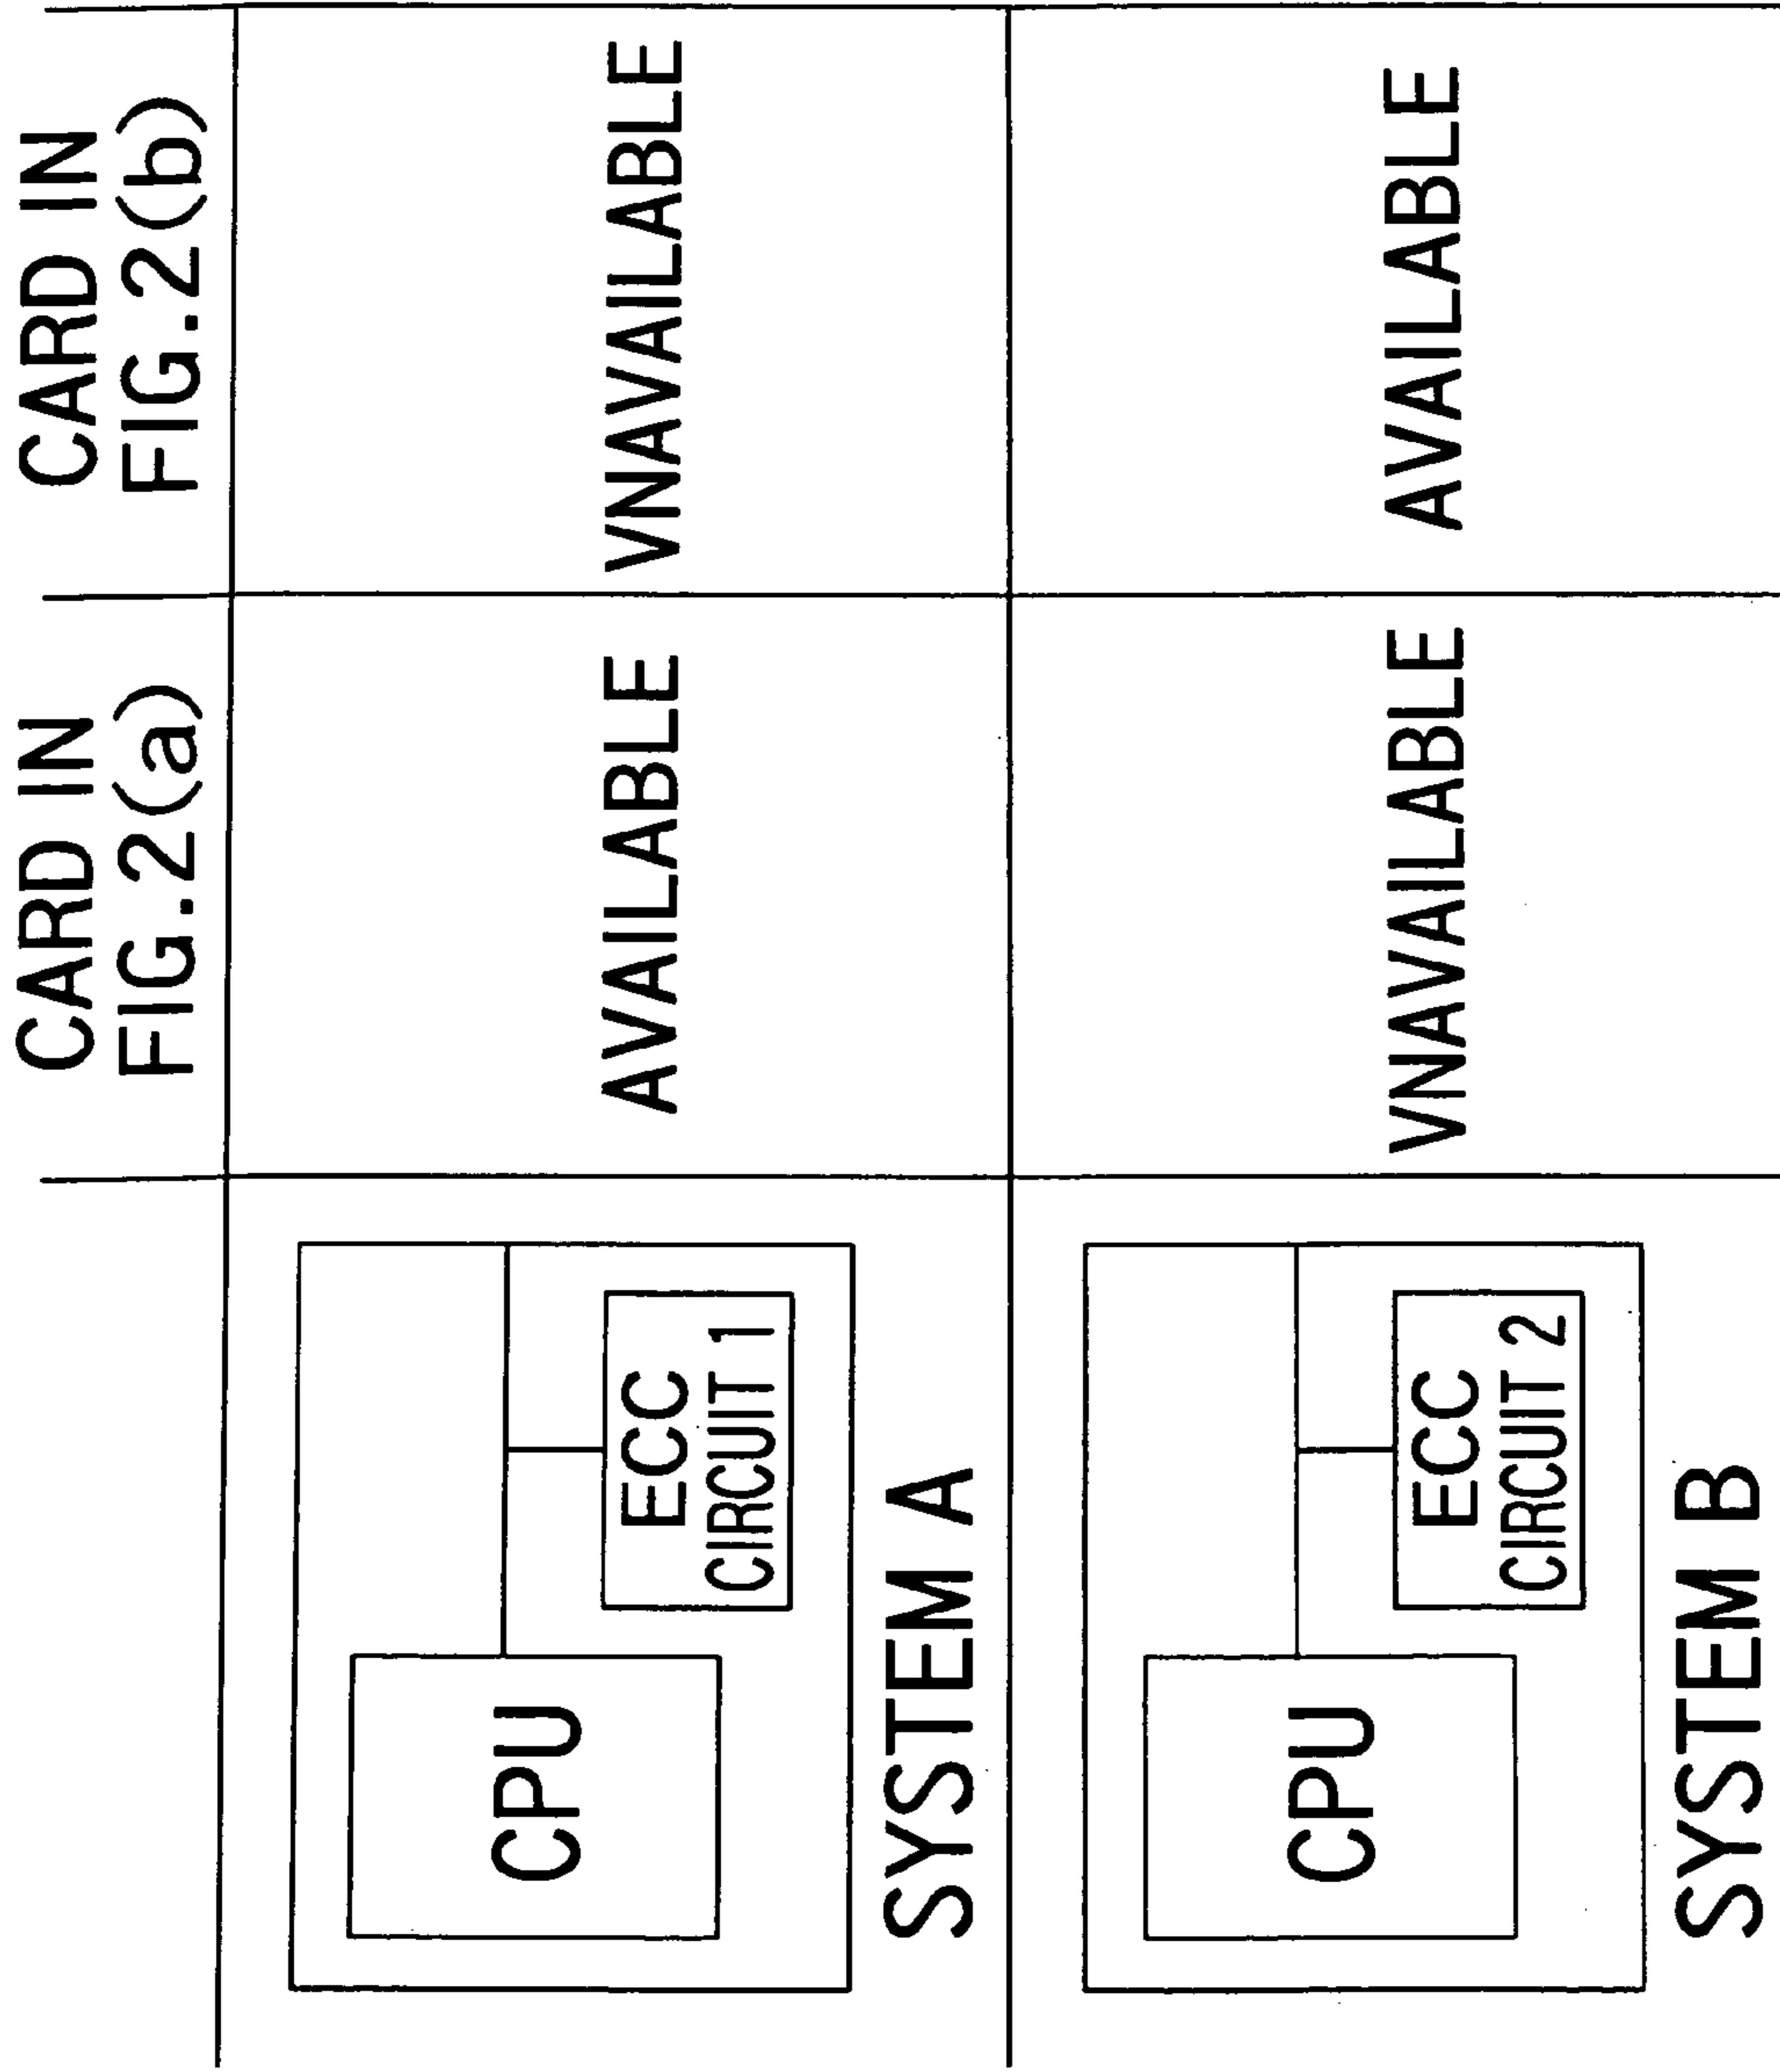 CARD IN
FIG.2(a)
CARD IN
FIG.2(b)
CPU
ECC
CIRCUIT 1
SYSTEM A
AVAILABLE
VNAVAILABLE
CPU
ECC
CIRCUIT 2
SYSTEM B
VNAVAILABLE
AVAILABLE